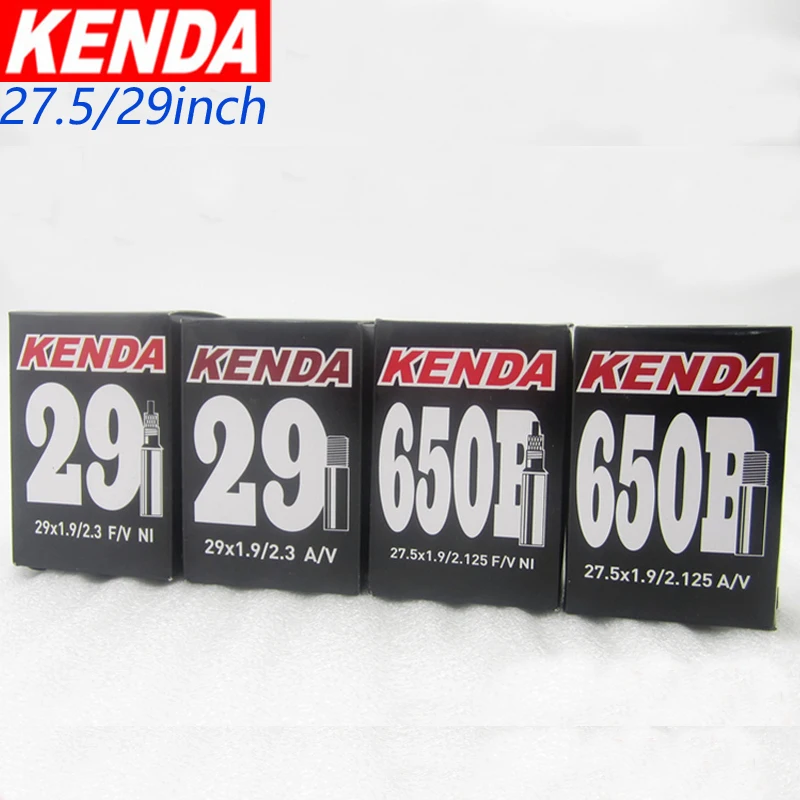 KENDA
27.5/29inch
KENDA
29
29x1.9/2.3 F/V NI
KENDA
29
29x1.9/2.3 A/V
KENDA
650B
27.5x1.9/2.125 F/V NI
KENDA
650B
27.5x1.9/2.125 A/V